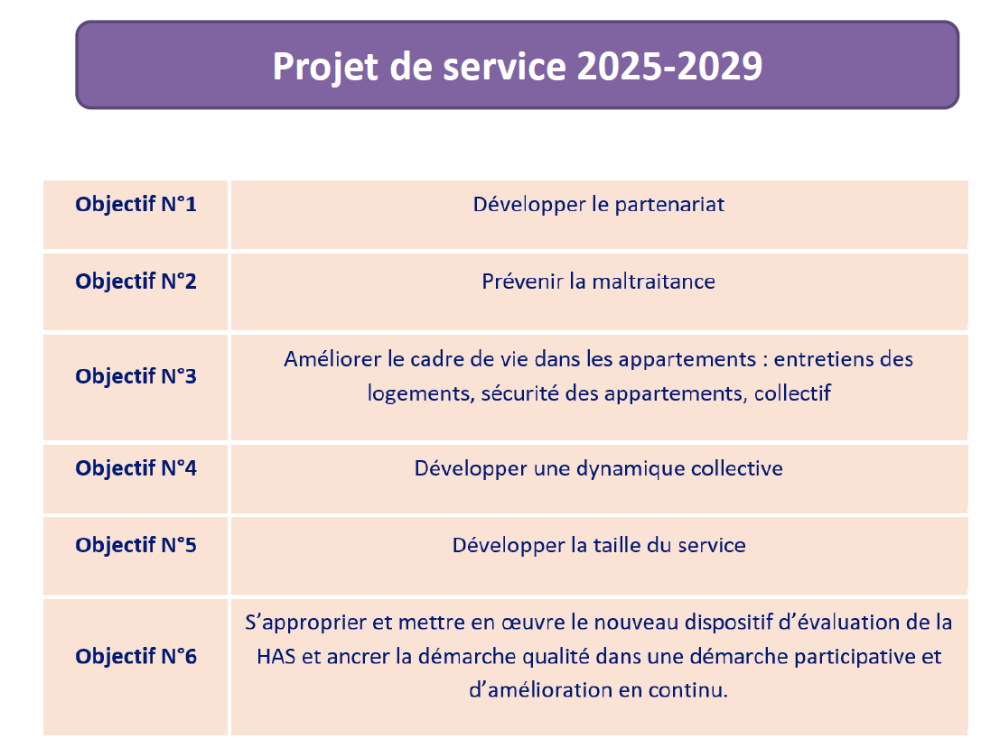 Projet de service 2025-2029
Objectif N°1
Développer le partenariat
Objectif N°2
Prévenir la maltraitance
Objectif N°3
Améliorer le cadre de vie dans les appartements : entretiens des
logements, sécurité des appartements, collectif
Objectif N°4
Développer une dynamique collective
Objectif N°5
Développer la taille du service
Objectif N°6
S’approprier et mettre en œuvre le nouveau dispositif d’évaluation de la
HAS et ancrer la démarche qualité dans une démarche participative et
d’amélioration en continu.